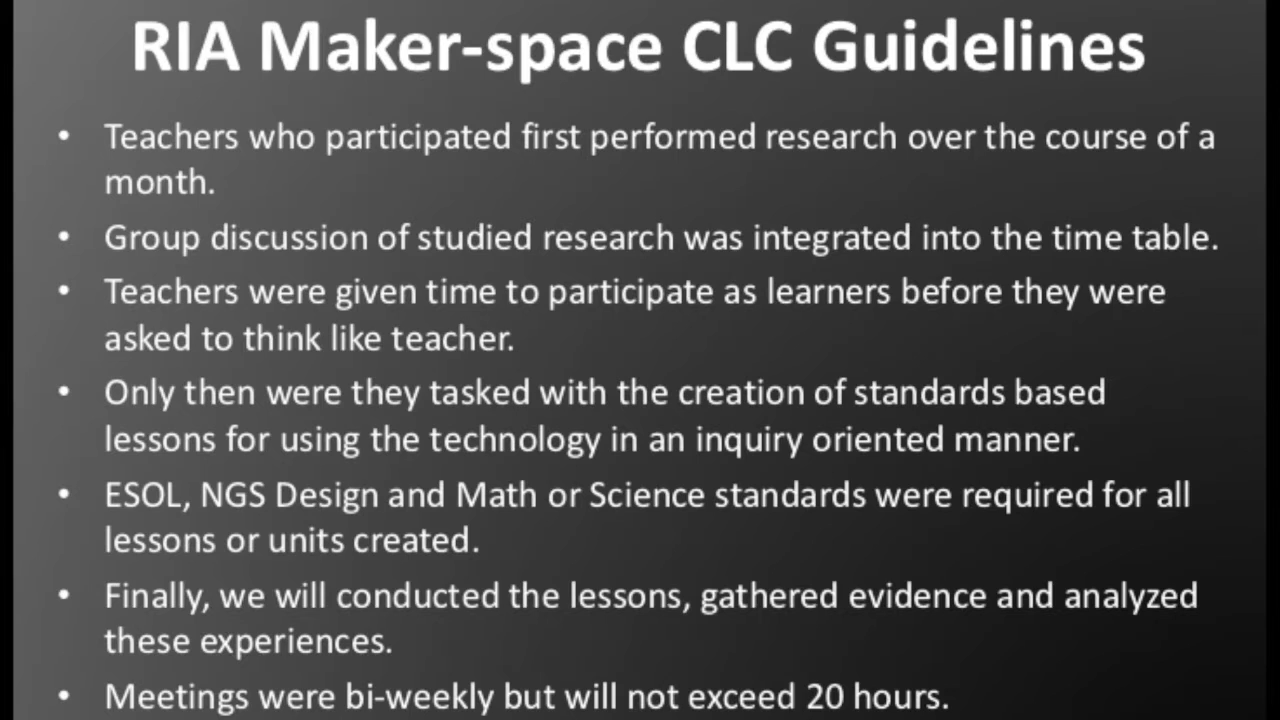 RIA Maker-space CLC Guidelines
• Teachers who participated first performed research over the course of a
month.
• Group discussion of studied research was integrated into the time table.
• Teachers were given time to participate as learners before they were
asked to think like teacher.
• Only then were they tasked with the creation of standards based
lessons for using the technology in an inquiry oriented manner.
• ESOL, NGS Design and Math or Science standards were required for all
lessons or units created.
• Finally, we will conducted the lessons, gathered evidence and analyzed
these experiences.
• Meetings were bi-weekly but will not exceed 20 hours.